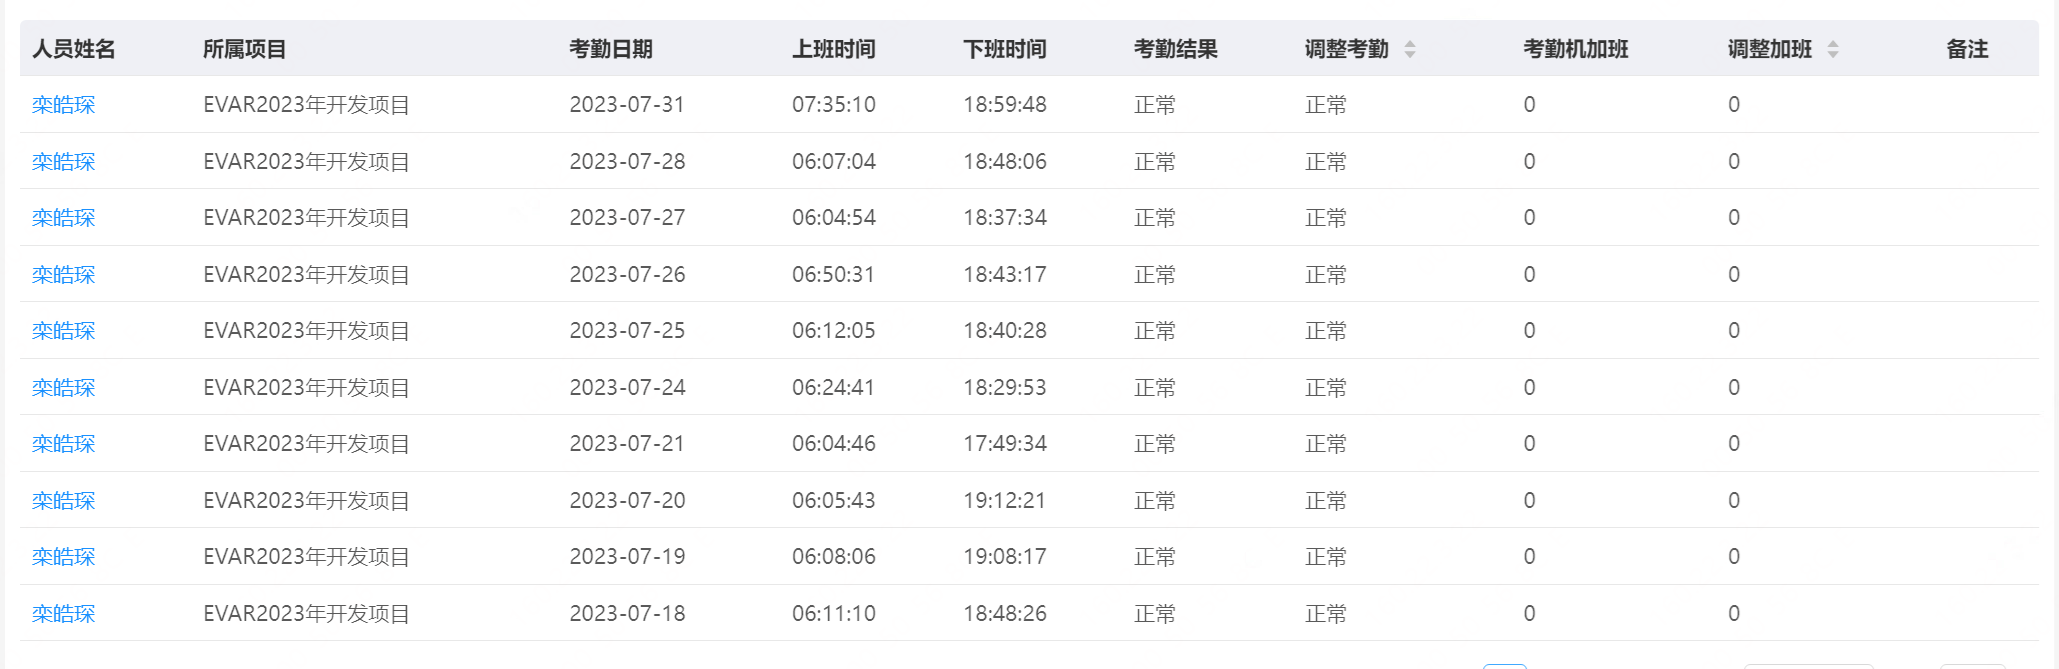 人员姓名 所属项目 考勤日期 上班时间 下班时间 考勤结果 调整考勤 考勤机加班 调整加班 备注
栾皓琛 EVAR2023年开发项目 2023-07-31 07:35:10 18:59:48 正常 正常 0 0
栾皓琛 EVAR2023年开发项目 2023-07-28 06:07:04 18:48:06 正常 正常 0 0
栾皓琛 EVAR2023年开发项目 2023-07-27 06:04:54 18:37:34 正常 正常 0 0
栾皓琛 EVAR2023年开发项目 2023-07-26 06:50:31 18:43:17 正常 正常 0 0
栾皓琛 EVAR2023年开发项目 2023-07-25 06:12:05 18:40:28 正常 正常 0 0
栾皓琛 EVAR2023年开发项目 2023-07-24 06:24:41 18:29:53 正常 正常 0 0
栾皓琛 EVAR2023年开发项目 2023-07-21 06:04:46 17:49:34 正常 正常 0 0
栾皓琛 EVAR2023年开发项目 2023-07-20 06:05:43 19:12:21 正常 正常 0 0
栾皓琛 EVAR2023年开发项目 2023-07-19 06:08:06 19:08:17 正常 正常 0 0
栾皓琛 EVAR2023年开发项目 2023-07-18 06:11:10 18:48:26 正常 正常 0 0